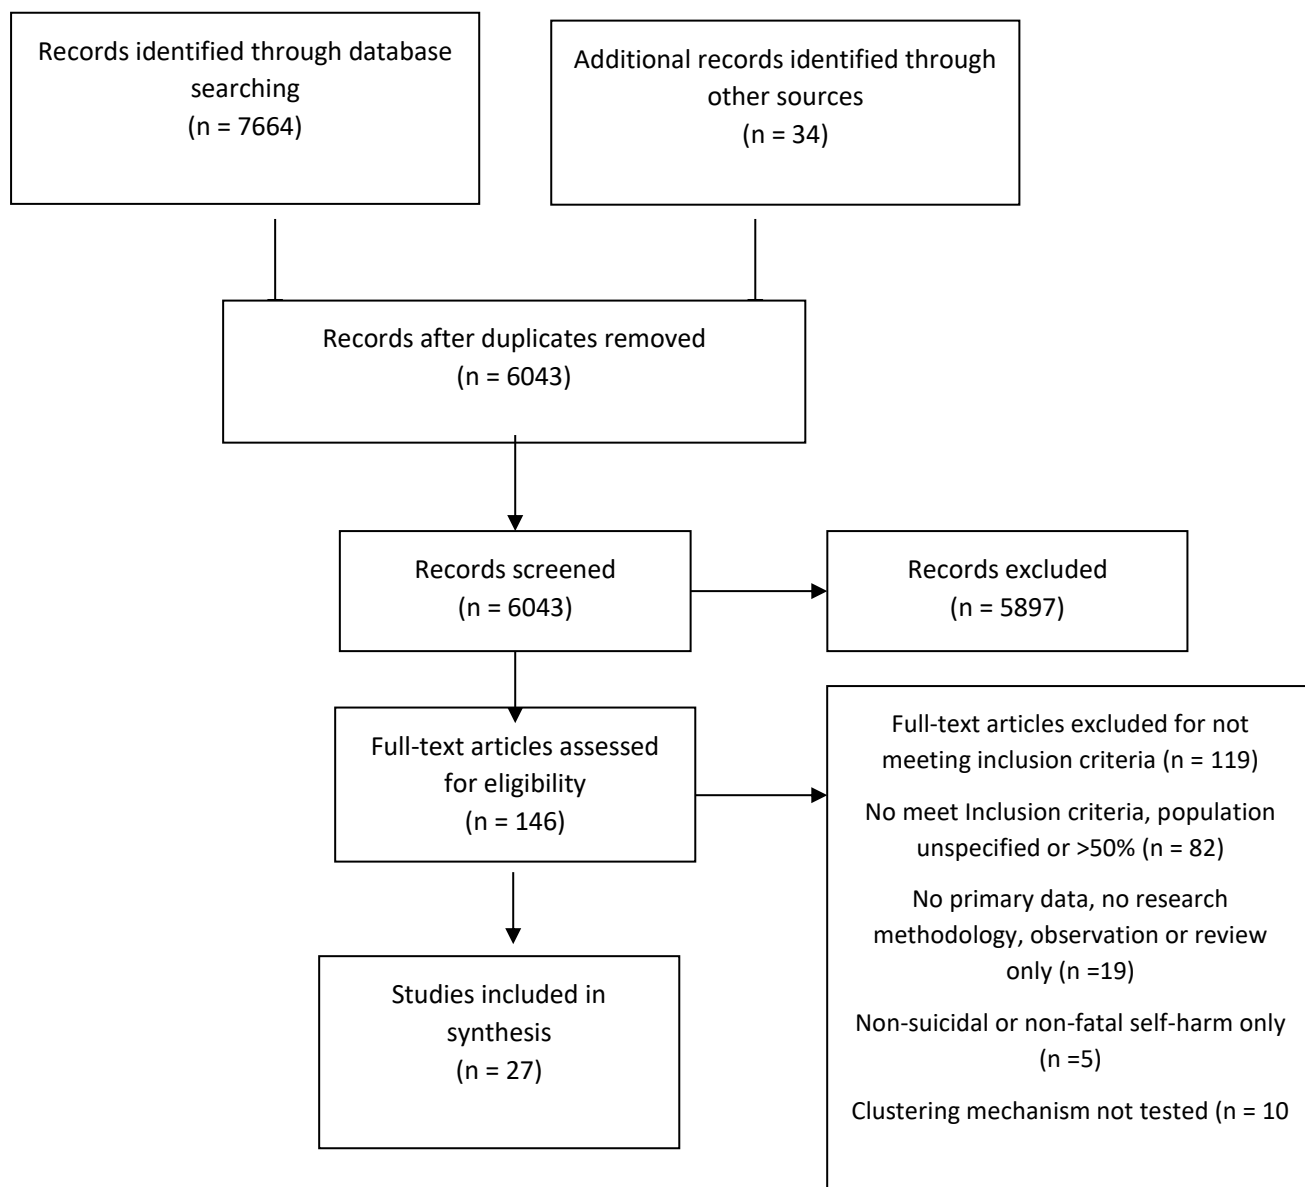 Records identified through database
searching
(n = 7664)
Additional records identified through
other sources
(n = 34)
Records after duplicates removed
(n = 6043)
Records screened
(n = 6043)
Records excluded
(n = 5897)
Full-text articles assessed
for eligibility
(n = 146)
Full-text articles excluded for not
meeting inclusion criteria (n = 119)
No meet Inclusion criteria, population
unspecified or >50% (n = 82)
No primary data, no research
methodology, observation or review
only (n =19)
Non-suicidal or non-fatal self-harm only
(n =5)
Clustering mechanism not tested (n = 10
Studies included in
synthesis
(n = 27)